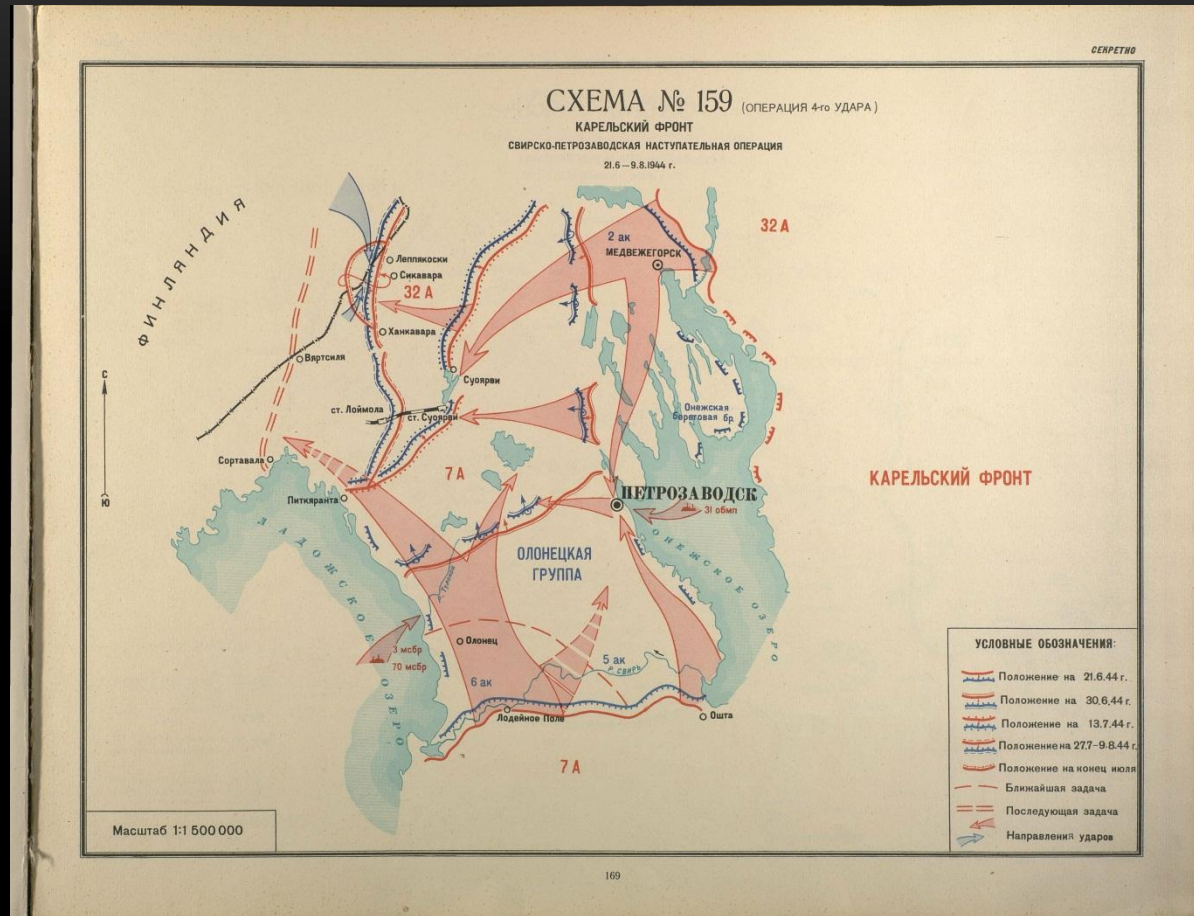 СЕКРЕТНО
СХЕМА № 159 (ОПЕРАЦИЯ 4-го УДАРА)
КАРЕЛЬСКИЙ ФРОНТ
СВИРСКО-ПЕТРОЗАВОДСКАЯ НАСТУПАТЕЛЬНАЯ ОПЕРАЦИЯ
21.6–9.8.1944 г.
ФИНЛЯНДИЯ
32 А
2 ак
МЕДВЕЖЕГОРСК
Леппякоски
Сикавара
32 А
Ханкавара
Вяртсиля
Суоярви
ст. Лоймола
ст. Суоярви
Онежская
береговая бр.
С
Ю
Сортавала
7 А
Питкяранта
КАРЕЛЬСКИЙ ФРОНТ
ПЕТРОЗАВОДСК
31 обмп
ЛАДОЖСКОЕ ОЗЕРО
ОНЕЖСКОЕ ОЗЕРО
ОЛОНЕЦКАЯ
ГРУППА
Олонец
3 мсбр
70 мсбр
5 ак
Р. СВИРЬ
6 ак
Лодейное Поле
Ошта
7 А
УСЛОВНЫЕ ОБОЗНАЧЕНИЯ:
Положение на 21.6.44 г.
Положение на 30.6.44 г.
Положение на 13.7.44 г.
Положение на 27.7-9.8.44 г.
Положение на конец июля
Ближайшая задача
Последующая задача
Направления ударов
Масштаб 1:1 500 000
169